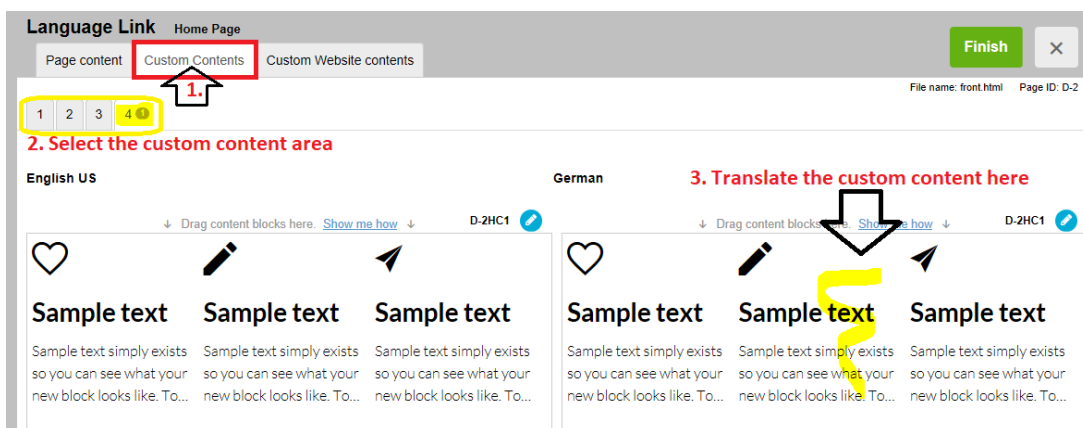 Language Link Home Page
Finish ×
Page content Custom Contents Custom Website contents
1.
File name: front.html Page ID: D-2
1 2 3 4 1
2. Select the custom content area
English US
German
3. Translate the custom content here
↓ Drag content blocks here. Show me how ↓ D-2HC1
↓ Drag content blocks here. Show me how ↓ D-2HC1
Sample text Sample text Sample text
Sample text simply exists Sample text simply exists Sample text simply exists
so you can see what your so you can see what your so you can see what your
new block looks like. To... new block looks like. To... new block looks like. To...
Sample text Sample text Sample text
Sample text simply exists Sample text simply exists Sample text simply exists
so you can see what your so you can see what your so you can see what your
new block looks like. To... new block looks like. To... new block looks like. To...